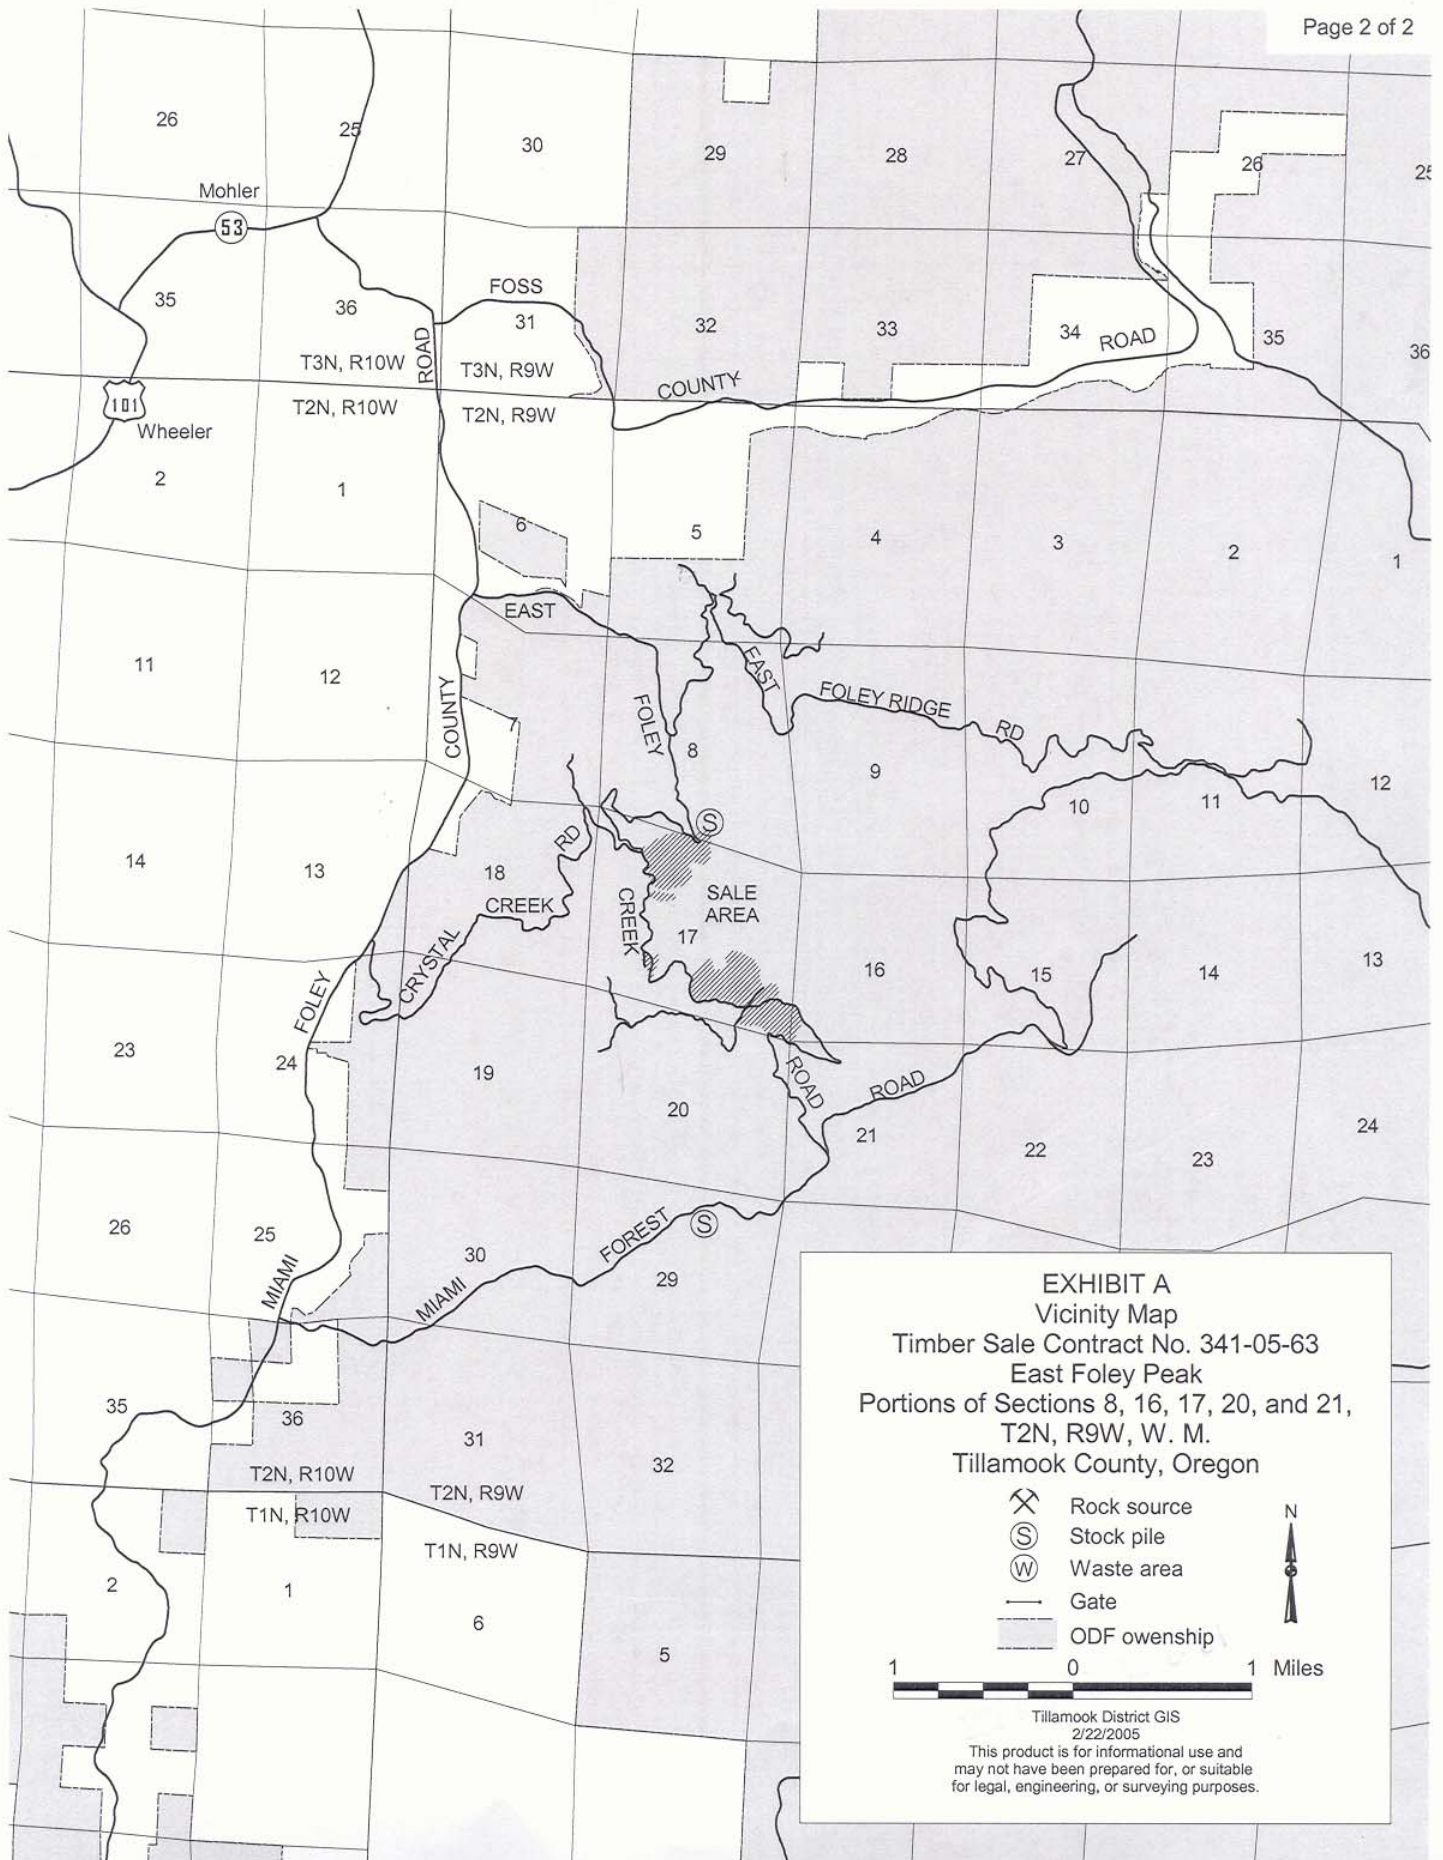 Page 2 of 2
26
25
30
29
28
27
26
25
Mohler
53
35
36
FOSS
31
32
33
34
ROAD
35
36
T3N, R10W
ROAD
T3N, R9W
COUNTY
101
T2N, R10W
T2N, R9W
Wheeler
2
1
6
5
4
3
2
1
EAST
11
12
COUNTY
7
FOLEY
8
EAST
FOLEY RIDGE
RD
9
10
11
12
14
13
18
RD
CREEK
CRYSTAL
CREEK
SALE
AREA
17
16
15
14
13
FOLEY
23
24
19
20
ROAD
ROAD
21
22
23
24
26
25
MIAMI
30
MIAMI
FOREST
29
35
36
31
32
T2N, R10W
T2N, R9W
T1N, R10W
T1N, R9W
2
1
6
5
EXHIBIT A
Vicinity Map
Timber Sale Contract No. 341-05-63
East Foley Peak
Portions of Sections 8, 16, 17, 20, and 21,
T2N, R9W, W. M.
Tillamook County, Oregon
Rock source
S Stock pile
W Waste area
Gate
ODF owenship
N
1 0 1 Miles
Tillamook District GIS
2/22/2005
This product is for informational use and
may not have been prepared for, or suitable
for legal, engineering, or surveying purposes.
S
S